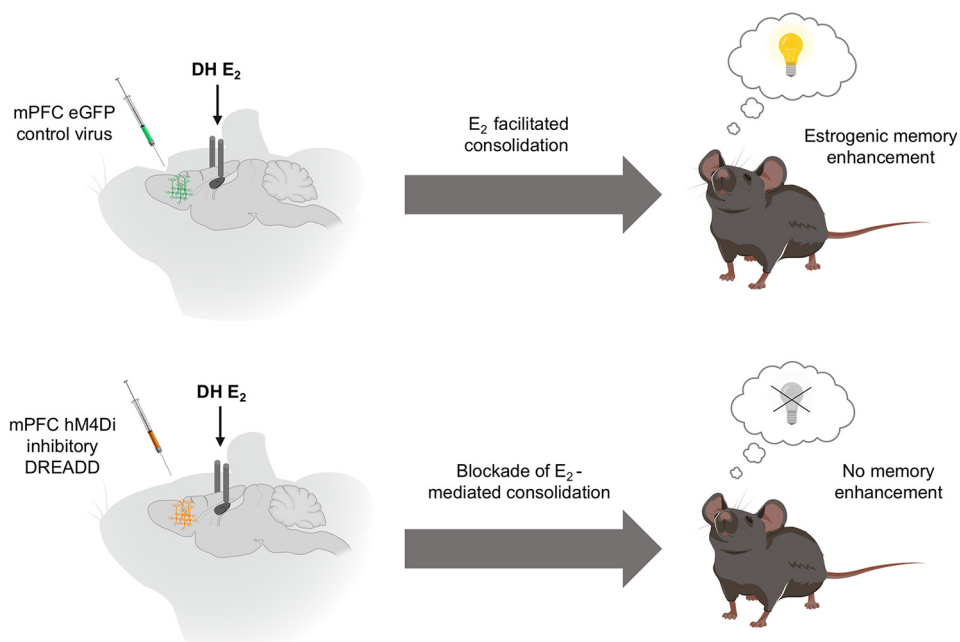 DH E₂
mPFC eGFP
control virus
E₂ facilitated
consolidation
Estrogenic memory
enhancement
DH E₂
mPFC hM4Di
inhibitory
DREADD
Blockade of E₂-
mediated consolidation
No memory
enhancement